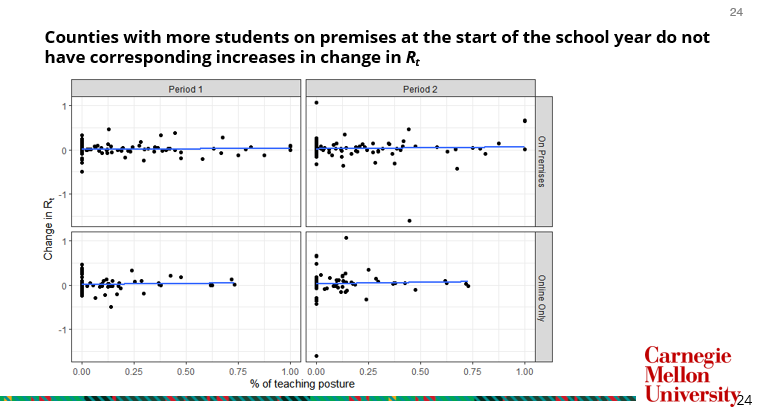 24
Counties with more students on premises at the start of the school year do not
have corresponding increases in change in Rt
Period 1
Period 2
1
0
-1
On Premises
Change in Rt
1
0
-1
Online Only
0.00 0.25 0.50 0.75 1.00 0.00 0.25 0.50 0.75 1.00
% of teaching posture
Carnegie
Mellon
University
24